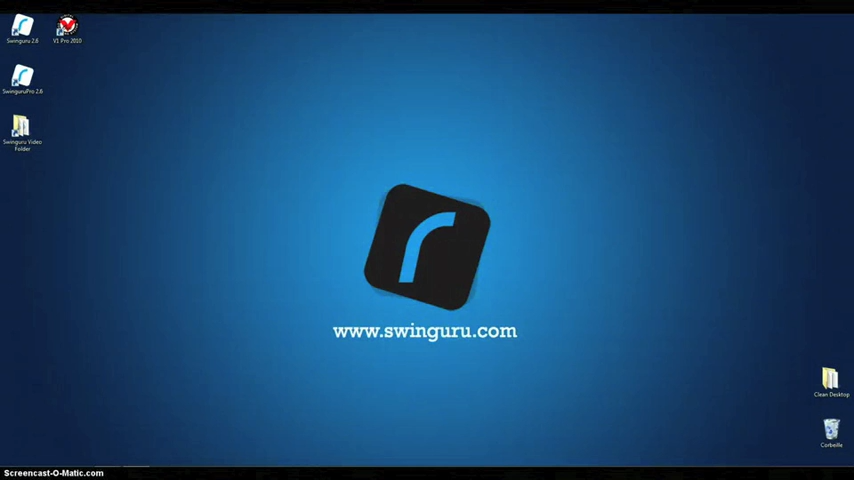 Swinguru 2.6
V1 Pro 2010
SwinguruPro 2.6
Swinguru Video
Folder
www.swinguru.com
Clean Desktop
Corbeille
Screencast-O-Matic.com